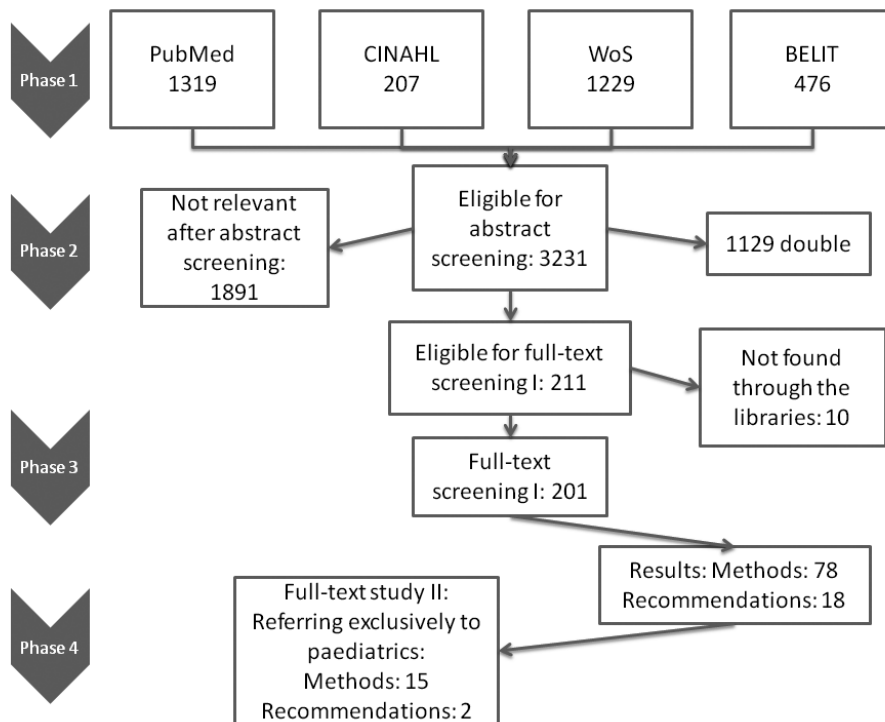 Phase 1
PubMed
1319
CINAHL
207
WoS
1229
BELIT
476
Phase 2
Not relevant
after abstract
screening:
1891
Eligible for
abstract
screening: 3231
1129 double
Eligible for full-text
screening I: 211
Not found
through the
libraries: 10
Phase 3
Full-text
screening I: 201
Results: Methods: 78
Recommendations: 18
Phase 4
Full-text study II:
Referring exclusively to
paediatrics:
Methods: 15
Recommendations: 2